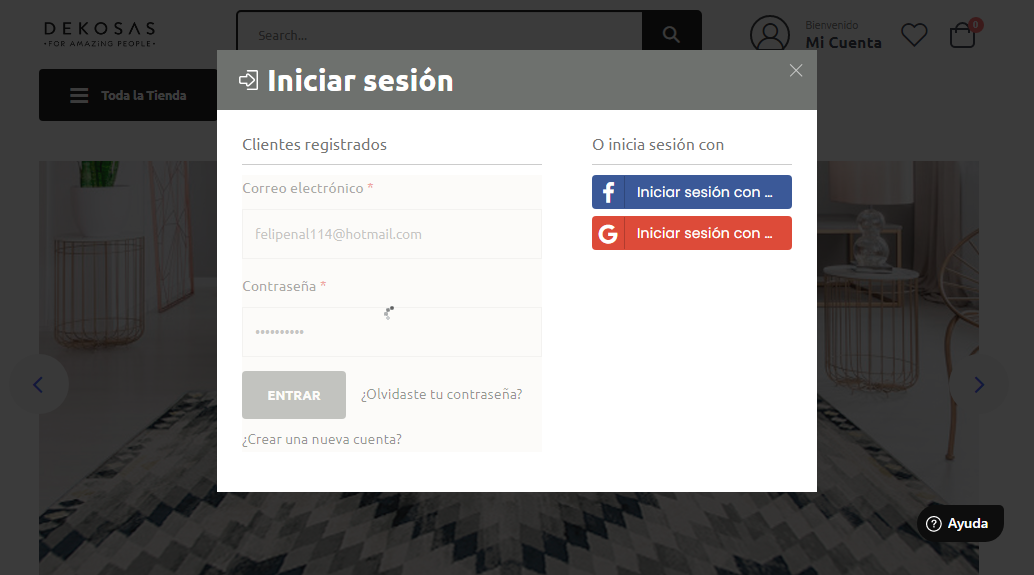 DEKOSAS
•FOR AMAZING PEOPLE•
Search...
Bienvenido
Mi Cuenta
0
Toda la Tienda
Iniciar sesión
Clientes registrados
Correo electrónico *
felipenal114@hotmail.com
Contraseña *
••••••••••
ENTRAR
¿Olvidaste tu contraseña?
¿Crear una nueva cuenta?
O inicia sesión con
Iniciar sesión con ...
Iniciar sesión con ...
? Ayuda